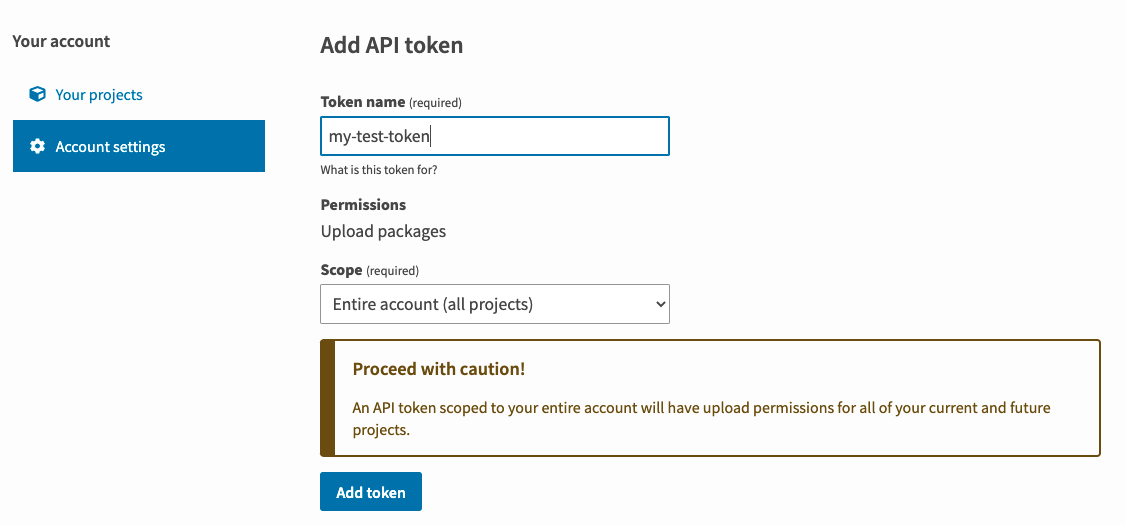 Your account
Your projects
Account settings
Add API token
Token name (required)
my-test-token
What is this token for?
Permissions
Upload packages
Scope (required)
Entire account (all projects)
Proceed with caution!
An API token scoped to your entire account will have upload permissions for all of your current and future
projects.
Add token